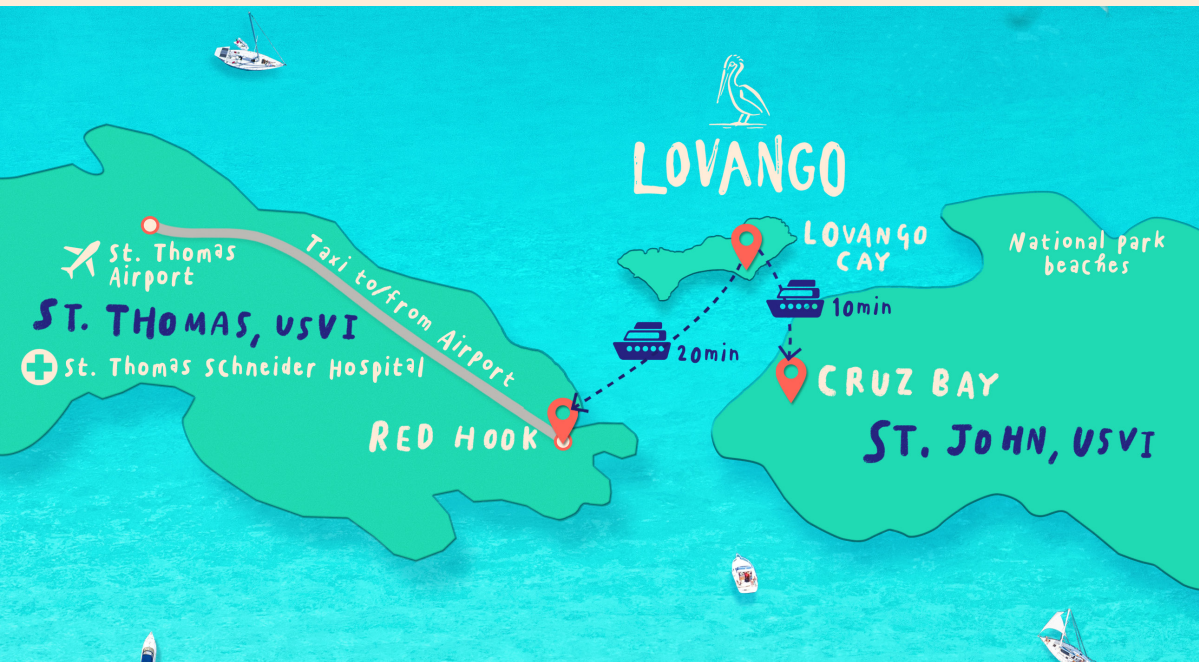 LOVANGO
LOVANGO
CAY
National park
beaches
St. Thomas
Airport
Taxi to/from Airport
ST. THOMAS, USVI
St. Thomas Schneider Hospital
10min
20min
CRUZ BAY
RED HOOK
ST. JOHN, USVI